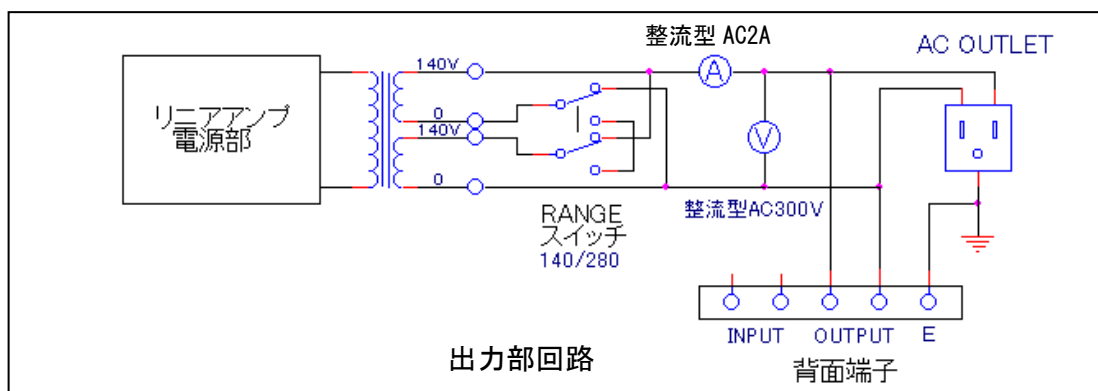 整流型 AC2A
AC OUTLET
140V
A
リニアアンプ
電源部
0
140V
V
0
RANGE
スイッチ
140/280
整流型AC300V
INPUT
OUTPUT
E
出力部回路
背面端子